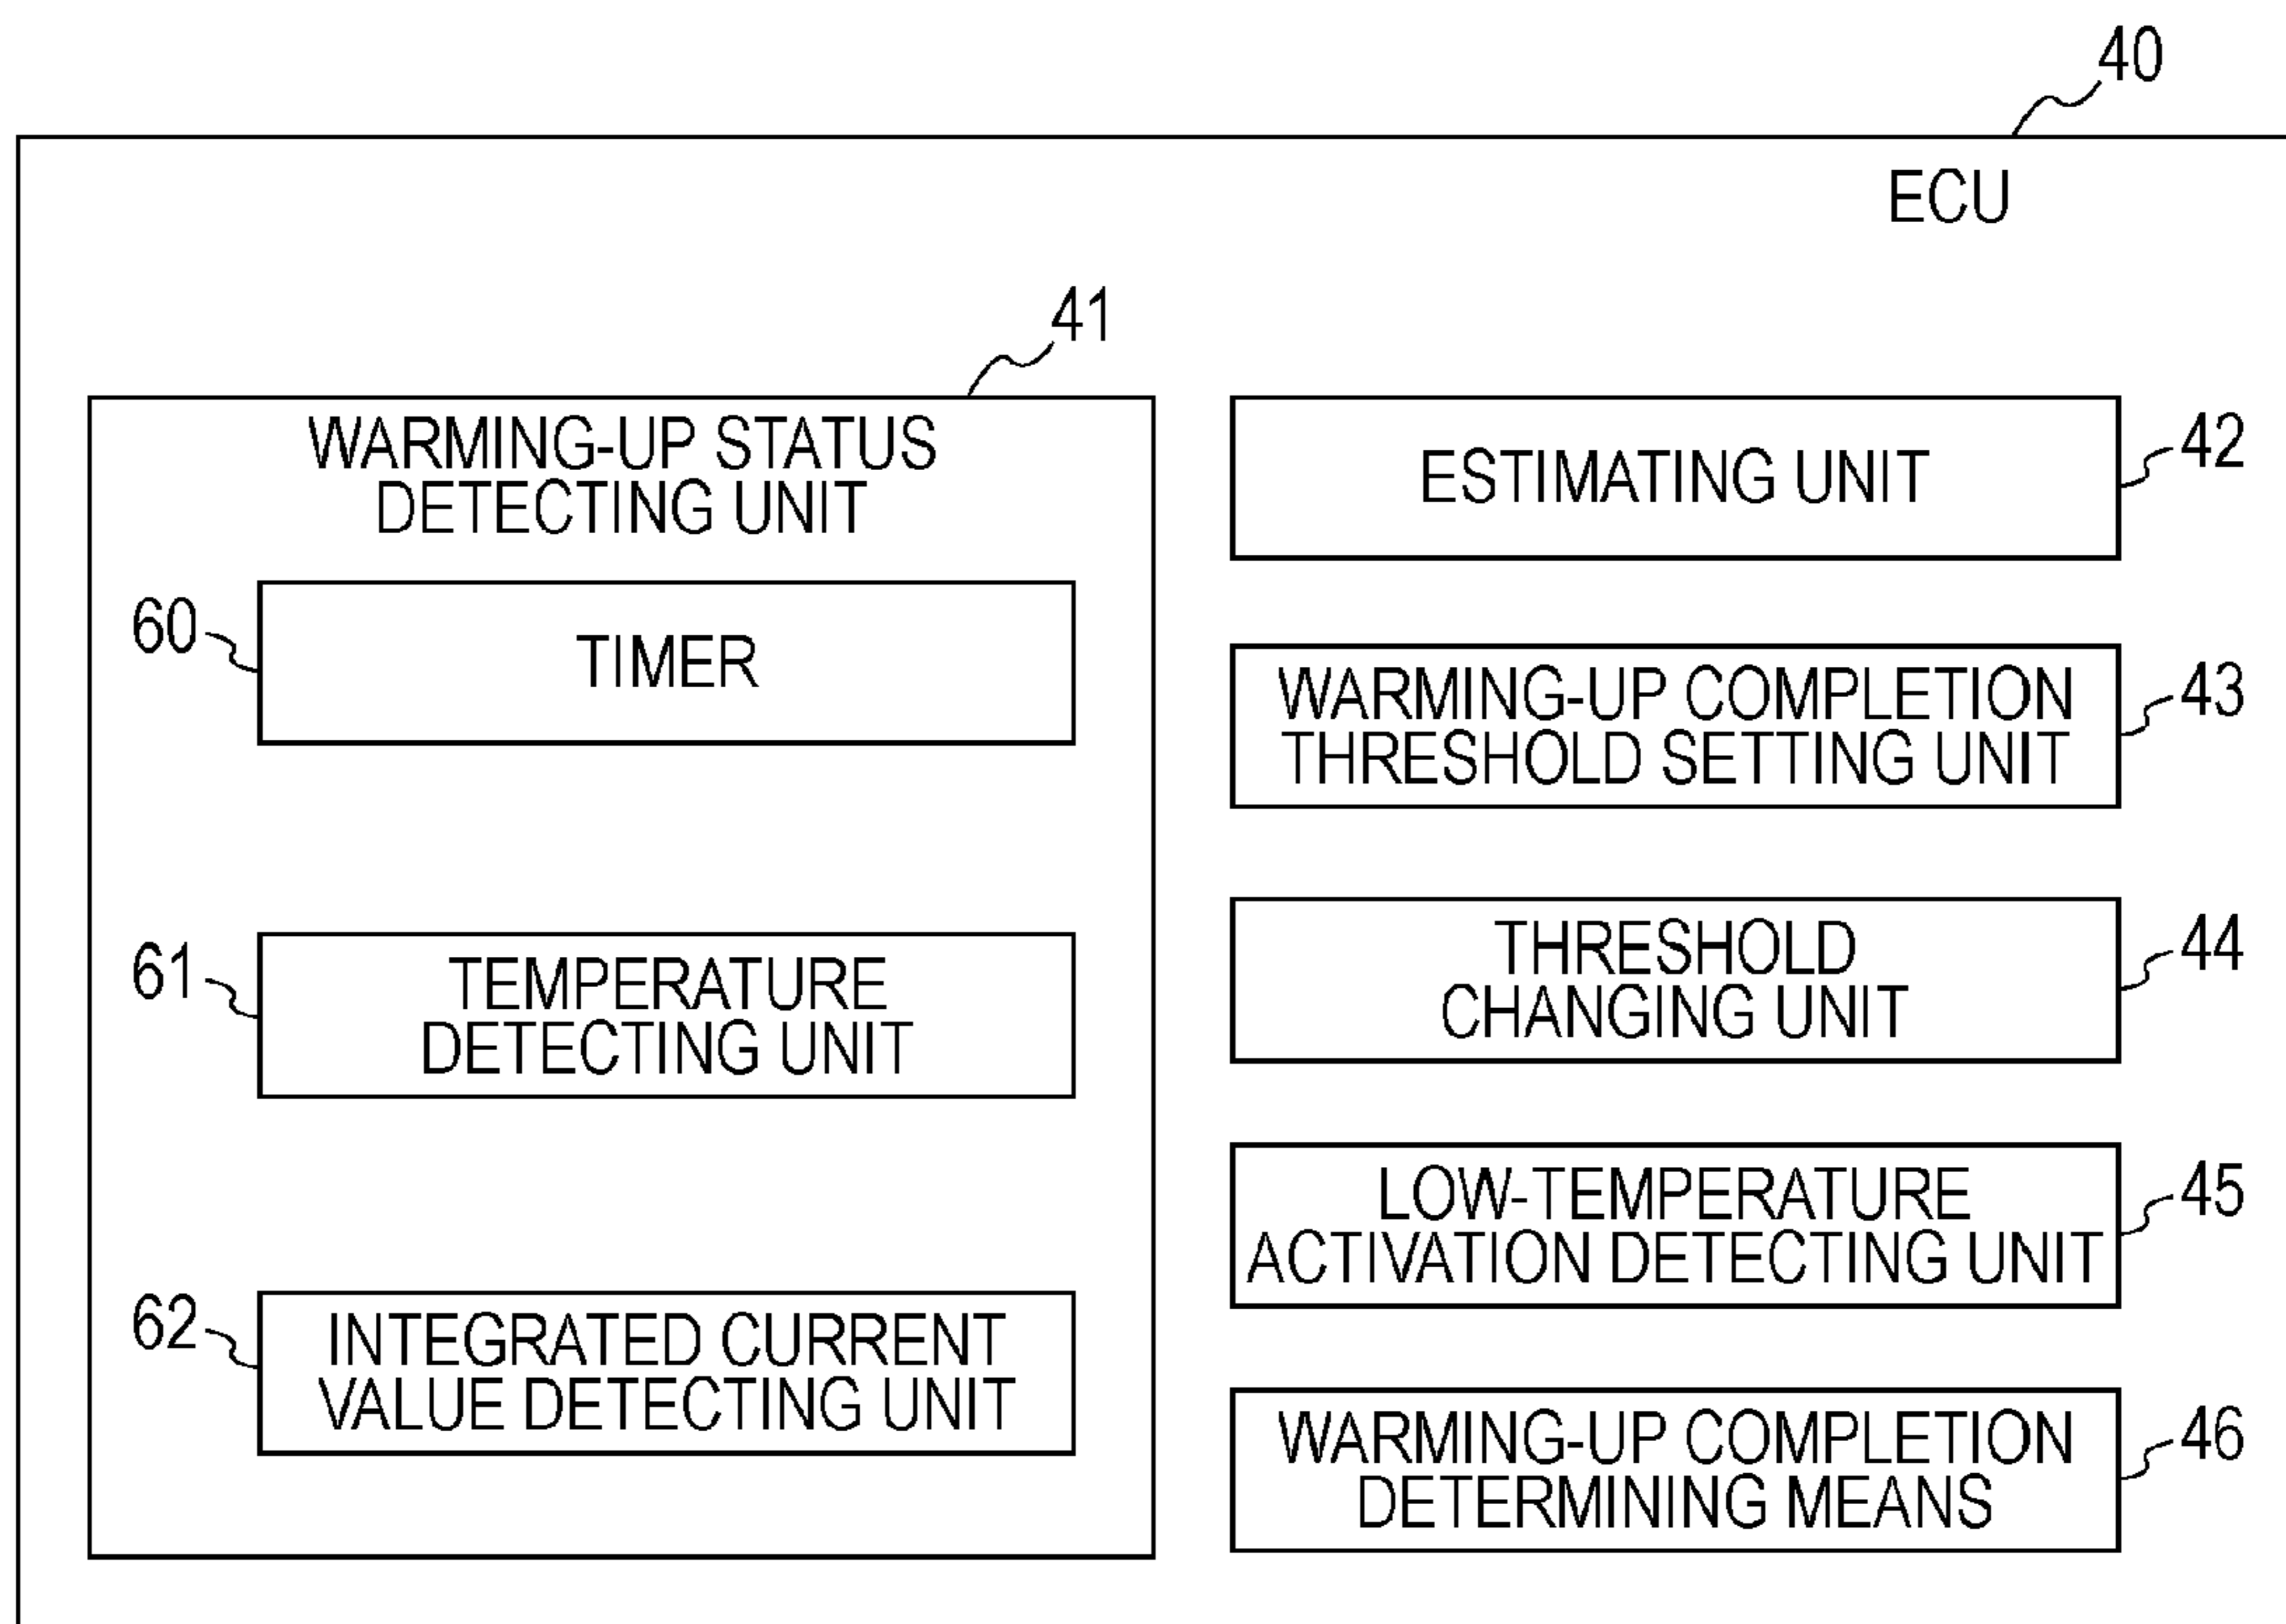 40
ECU
41
WARMING-UP STATUS
DETECTING UNIT
60
TIMER
61
TEMPERATURE
DETECTING UNIT
62
INTEGRATED CURRENT
VALUE DETECTING UNIT
ESTIMATING UNIT
42
WARMING-UP COMPLETION
THRESHOLD SETTING UNIT
43
THRESHOLD
CHANGING UNIT
44
LOW-TEMPERATURE
ACTIVATION DETECTING UNIT
45
WARMING-UP COMPLETION
DETERMINING MEANS
46